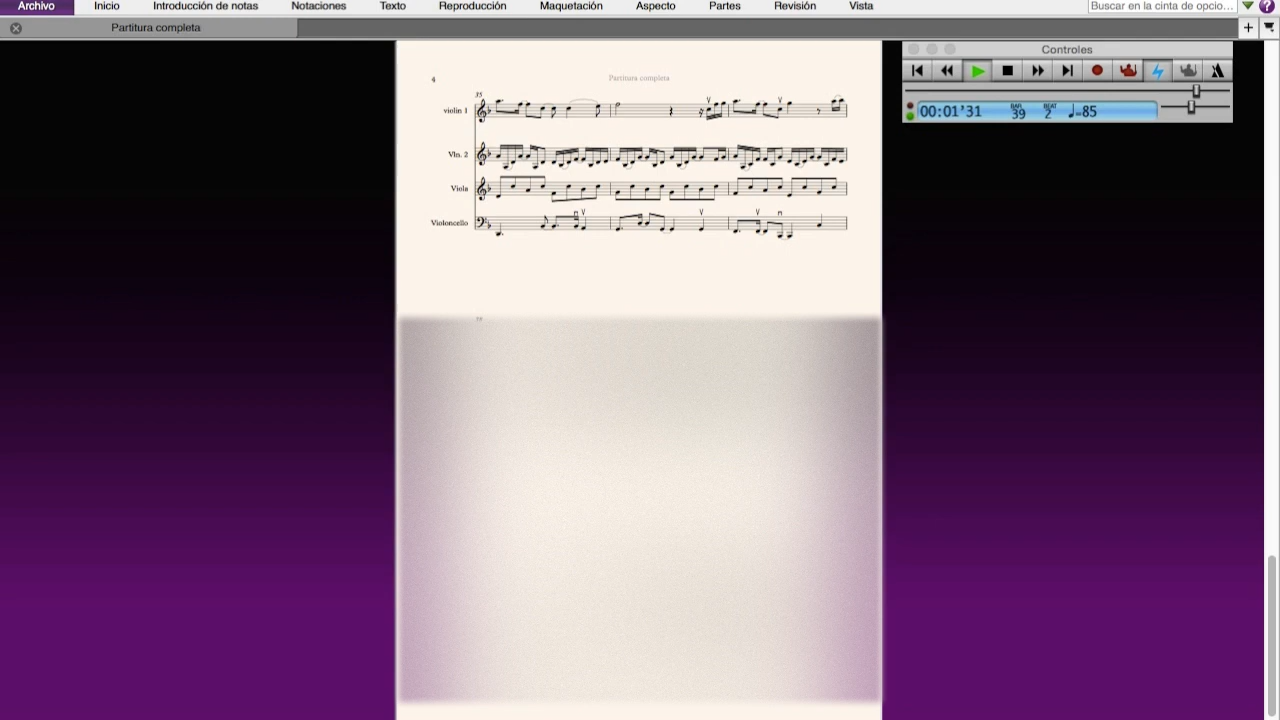 Archivo Inicio Introducción de notas Notaciones Texto Reproducción Maquetación Aspecto Partes Revisión Vista Buscar en la cinta de opcio... ?
Partitura completa
Controles
00:01'31 BAR 39 BEAT 2 ♩=85
4 Partitura completa
35
violín 1
Vln. 2
Viola
Violoncello